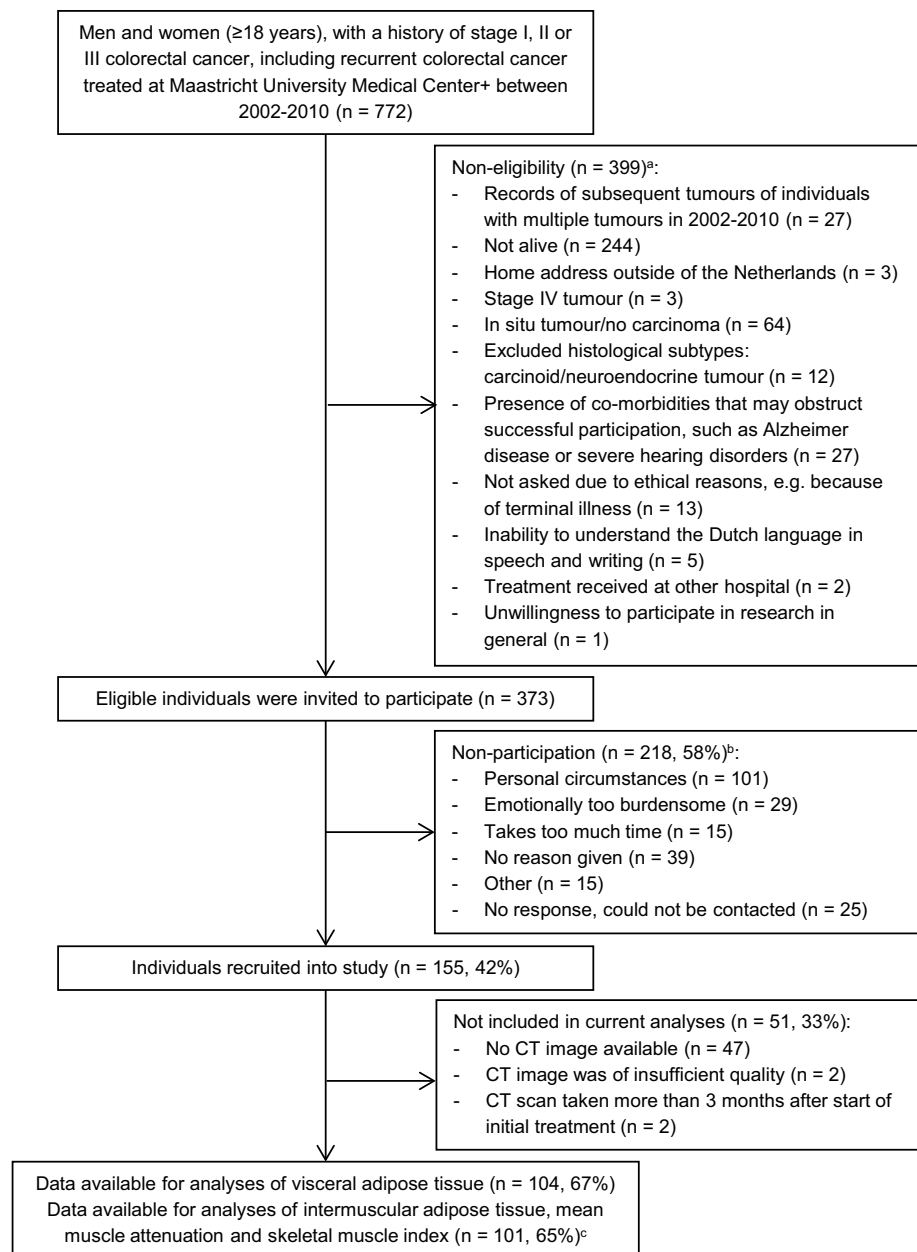 Men and women (≥18 years), with a history of stage I, II or
III colorectal cancer, including recurrent colorectal cancer
treated at Maastricht University Medical Center+ between
2002-2010 (n = 772)
Non-eligibility (n = 399)ᵃ:
- Records of subsequent tumours of individuals
with multiple tumours in 2002-2010 (n = 27)
- Not alive (n = 244)
- Home address outside of the Netherlands (n = 3)
- Stage IV tumour (n = 3)
- In situ tumour/no carcinoma (n = 64)
- Excluded histological subtypes:
carcinoid/neuroendocrine tumour (n = 12)
- Presence of co-morbidities that may obstruct
successful participation, such as Alzheimer
disease or severe hearing disorders (n = 27)
- Not asked due to ethical reasons, e.g. because
of terminal illness (n = 13)
- Inability to understand the Dutch language in
speech and writing (n = 5)
- Treatment received at other hospital (n = 2)
- Unwillingness to participate in research in
general (n = 1)
Eligible individuals were invited to participate (n = 373)
Non-participation (n = 218, 58%)ᵇ:
- Personal circumstances (n = 101)
- Emotionally too burdensome (n = 29)
- Takes too much time (n = 15)
- No reason given (n = 39)
- Other (n = 15)
- No response, could not be contacted (n = 25)
Individuals recruited into study (n = 155, 42%)
Not included in current analyses (n = 51, 33%):
- No CT image available (n = 47)
- CT image was of insufficient quality (n = 2)
- CT scan taken more than 3 months after start of
initial treatment (n = 2)
Data available for analyses of visceral adipose tissue (n = 104, 67%)
Data available for analyses of intermuscular adipose tissue, mean
muscle attenuation and skeletal muscle index (n = 101, 65%)ᶜ